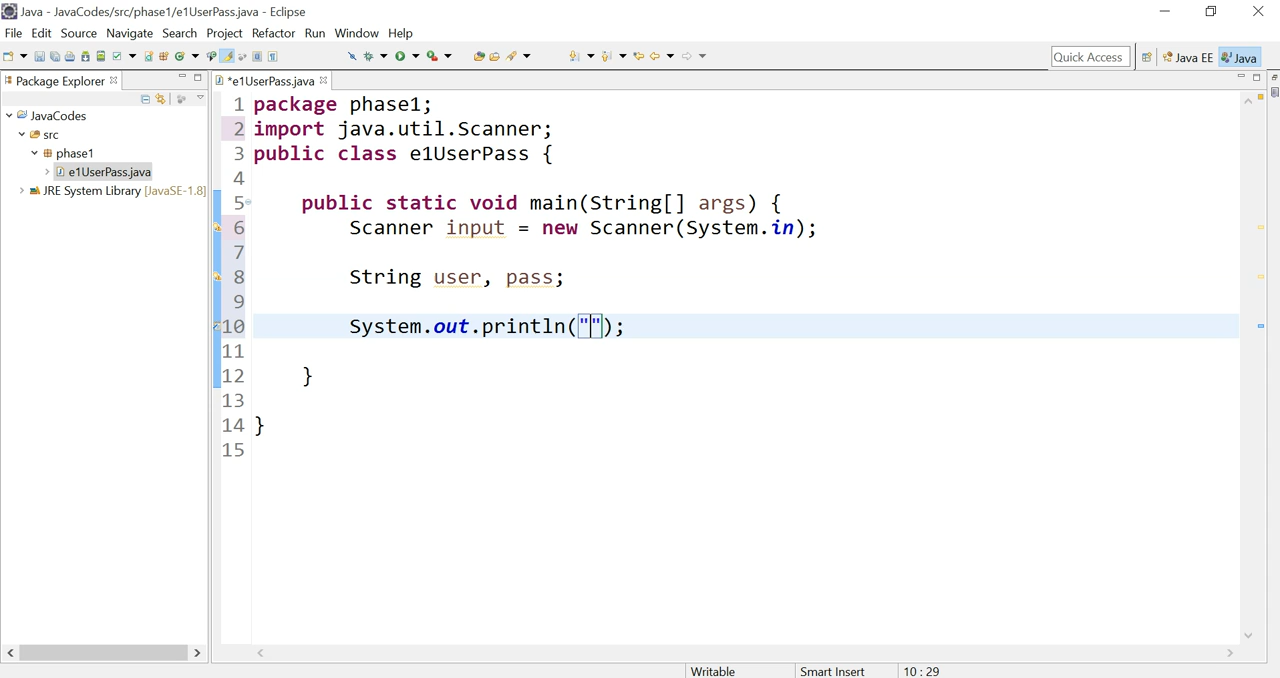 Java - JavaCodes/src/phase1/e1UserPass.java - Eclipse
File Edit Source Navigate Search Project Refactor Run Window Help
Quick Access Java EE Java
Package Explorer
*e1UserPass.java
JavaCodes
src
phase1
e1UserPass.java
JRE System Library [JavaSE-1.8]
1 package phase1;
2 import java.util.Scanner;
3 public class e1UserPass {
4
5 public static void main(String[] args) {
6 Scanner input = new Scanner(System.in);
7
8 String user, pass;
9
10 System.out.println("");
11
12 }
13
14 }
15
Writable Smart Insert 10 : 29